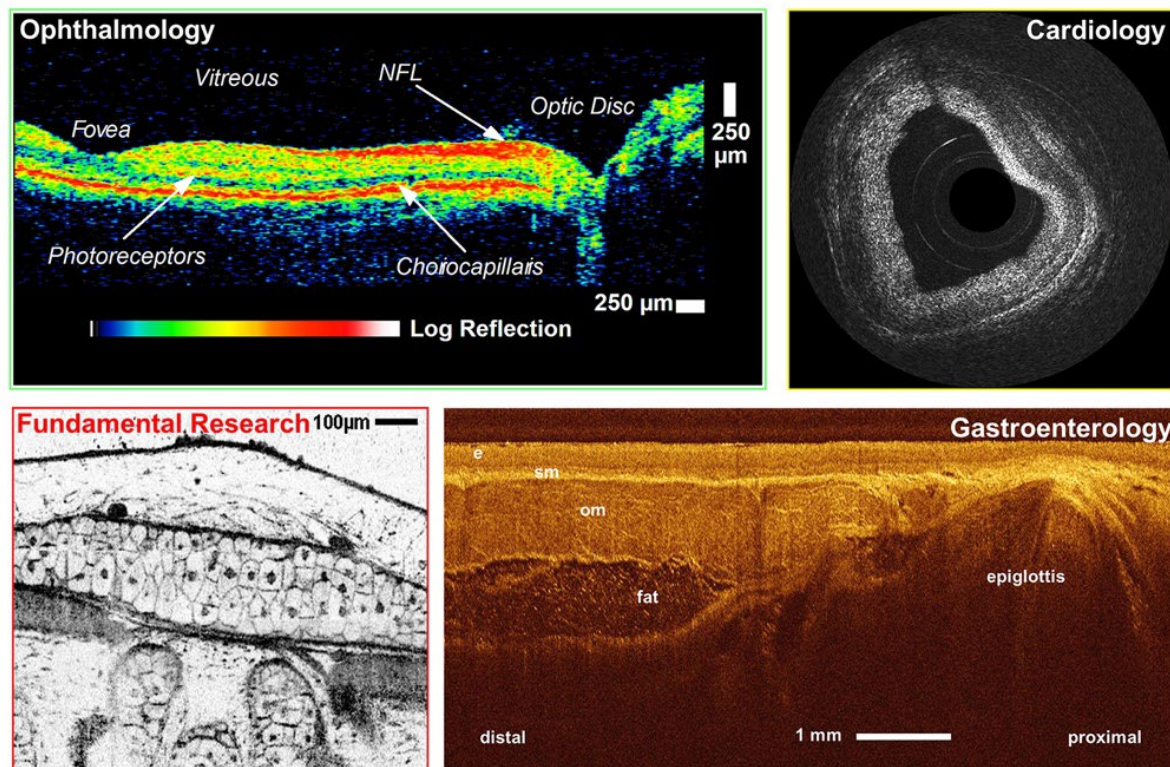 Ophthalmology
Vitreous
NFL
Optic Disc
Fovea
250
µm
Photoreceptors
Choriocapillaris
250 µm
Log Reflection
Cardiology
Fundamental Research
100µm
Gastroenterology
e
sm
om
fat
epiglottis
distal
1 mm
proximal